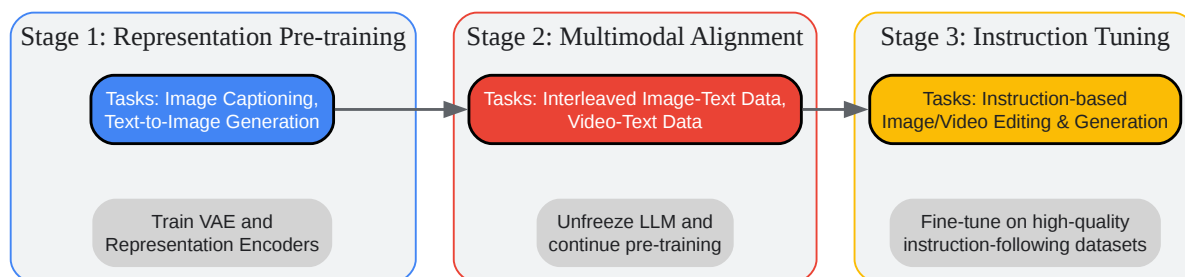 Stage 1: Representation Pre-training
Tasks: Image Captioning,
Text-to-Image Generation
Train VAE and
Representation Encoders
Stage 2: Multimodal Alignment
Tasks: Interleaved Image-Text Data,
Video-Text Data
Unfreeze LLM and
continue pre-training
Stage 3: Instruction Tuning
Tasks: Instruction-based
Image/Video Editing & Generation
Fine-tune on high-quality
instruction-following datasets